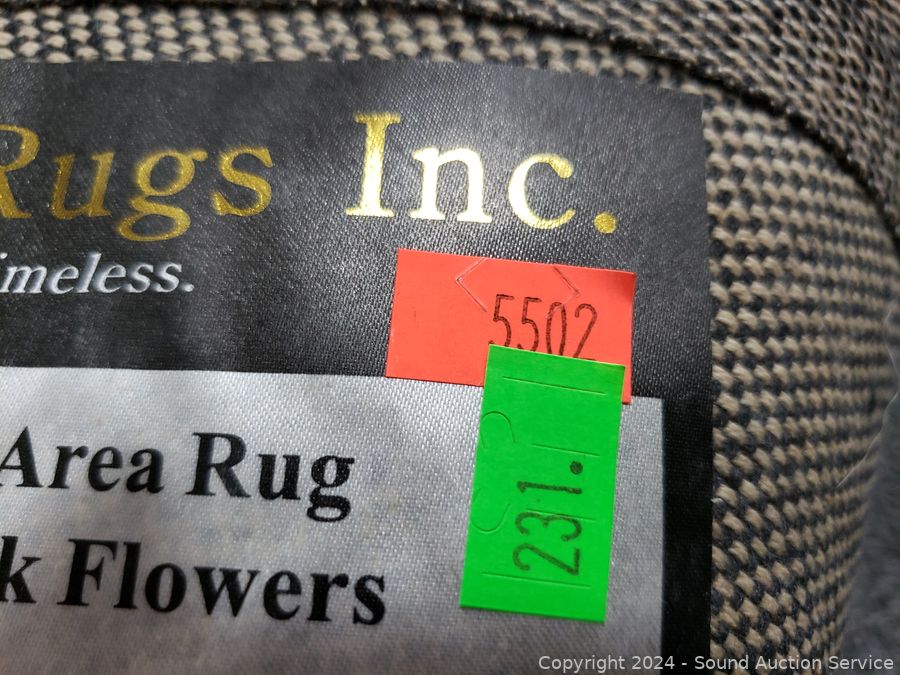 Rugs Inc.
imeless.
5502
Area Rug
231.
k Flowers
Copyright 2024 - Sound Auction Service